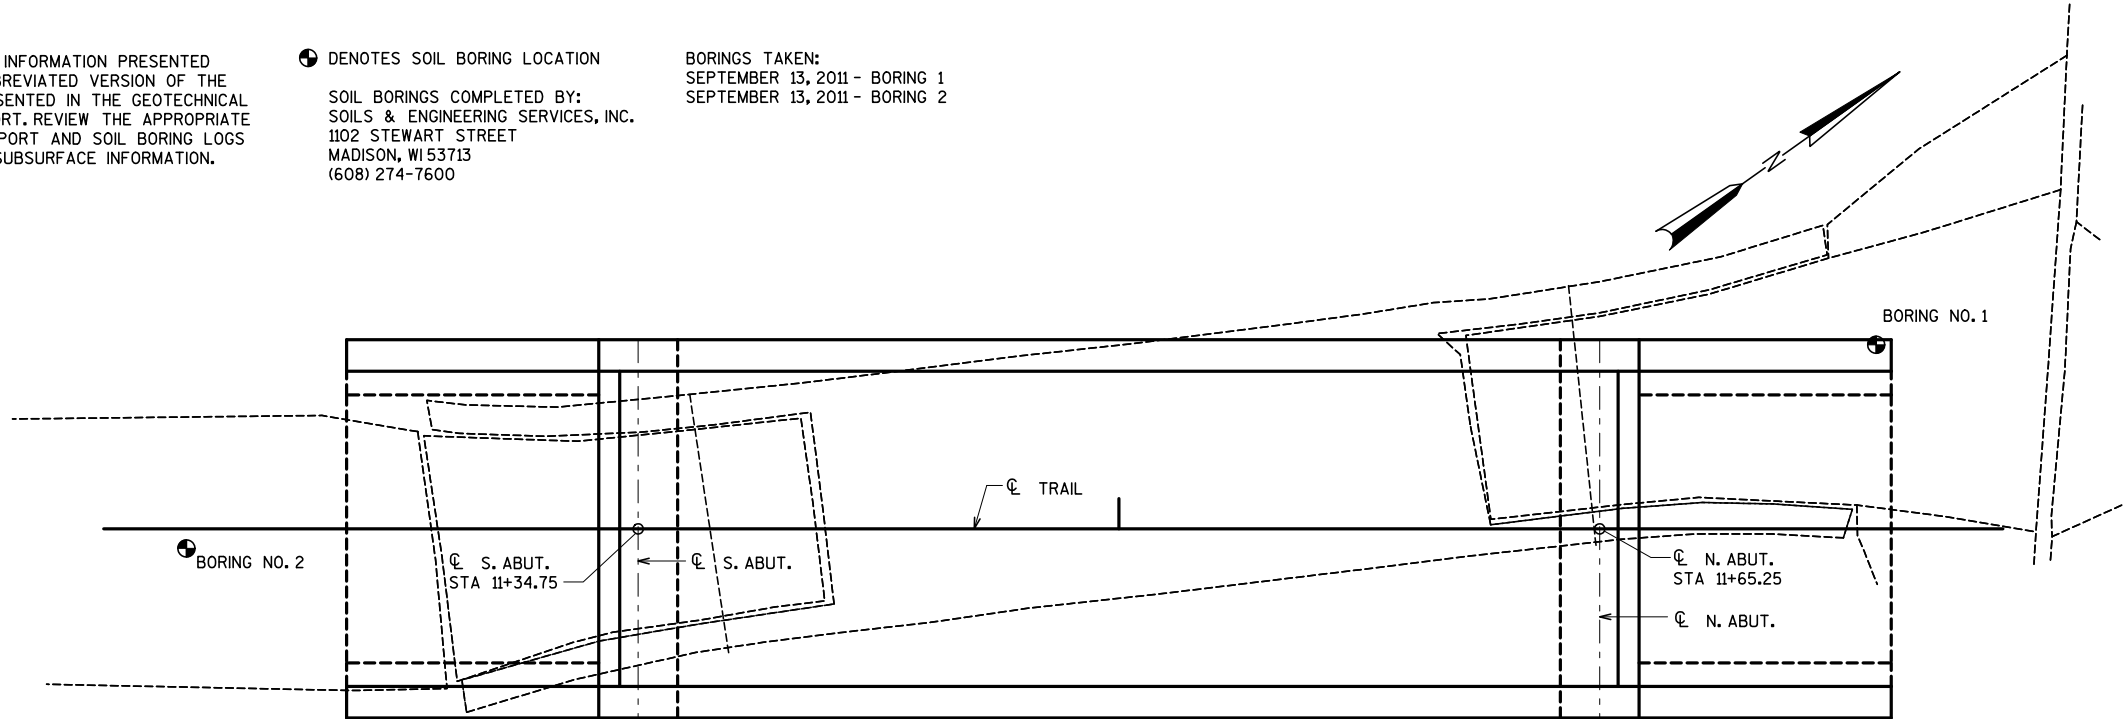 INFORMATION PRESENTED
BREVIATED VERSION OF THE
SENTED IN THE GEOTECHNICAL
ORT. REVIEW THE APPROPRIATE
PORT AND SOIL BORING LOGS
SUBSURFACE INFORMATION.
DENOTES SOIL BORING LOCATION
SOIL BORINGS COMPLETED BY:
SOILS & ENGINEERING SERVICES, INC.
1102 STEWART STREET
MADISON, WI 53713
(608) 274-7600
BORINGS TAKEN:
SEPTEMBER 13, 2011 - BORING 1
SEPTEMBER 13, 2011 - BORING 2
N
BORING NO. 1
℄ TRAIL
BORING NO. 2
℄ S. ABUT.
STA 11+34.75
℄ S. ABUT.
℄ N. ABUT.
STA 11+65.25
℄ N. ABUT.